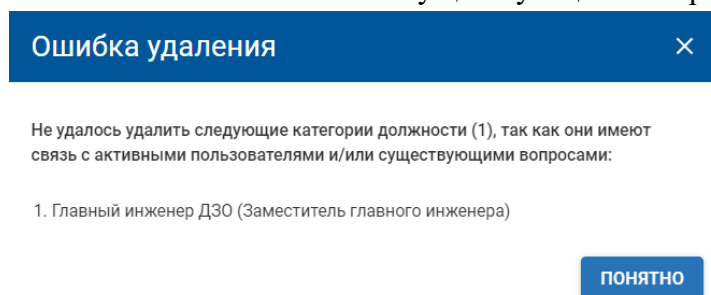 Ошибка удаления
Не удалось удалить следующие категории должности (1), так как они имеют
связь с активными пользователями и/или существующими вопросами:
1. Главный инженер ДЗО (Заместитель главного инженера)
ПОНЯТНО